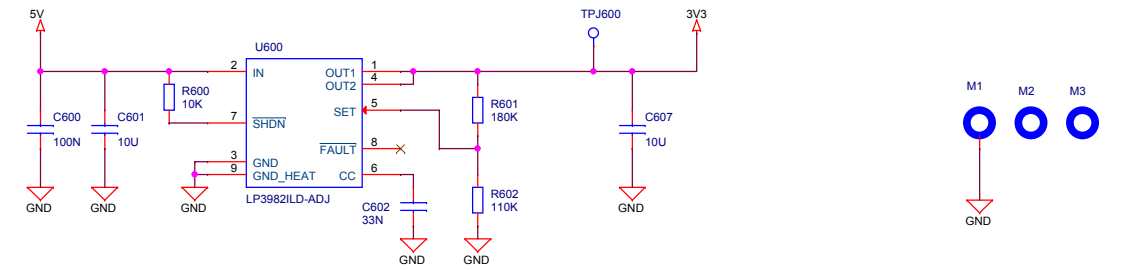 5V
TPJ600
3V3
U600
2
IN
OUT1
1
OUT2
4
R600
10K
SET
5
R601
180K
C600
100N
C601
10U
7
SHDN
C607
10U
FAULT
8
3
GND
9
GND_HEAT
CC
6
LP3982ILD-ADJ
R602
110K
C602
33N
GND
GND
GND
GND
GND
GND
M1
M2
M3
GND